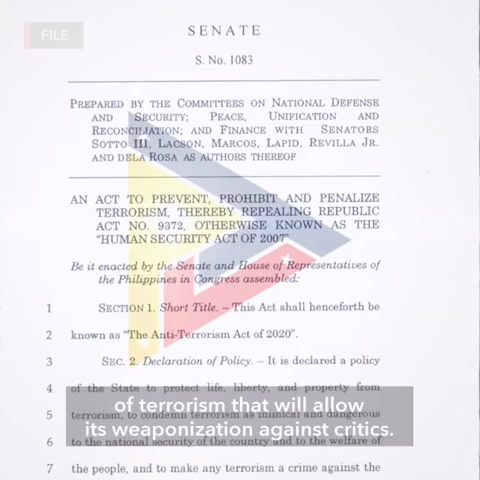 FILE
SENATE
S. No. 1083
PREPARED BY THE COMMITTEES ON NATIONAL DEFENSE
AND SECURITY; PEACE, UNIFICATION AND
RECONCILIATION; AND FINANCE WITH SENATORS
SOTTO III, LACSON, MARCOS, LAPID, REVILLA JR.
AND DELA ROSA AS AUTHORS THEREOF
AN ACT TO PREVENT, PROHIBIT AND PENALIZE
TERRORISM, THEREBY REPEALING REPUBLIC
ACT NO. 9372, OTHERWISE KNOWN AS THE
“HUMAN SECURITY ACT OF 2007”
Be it enacted by the Senate and House of Representatives of
the Philippines in Congress assembled:
1 SECTION 1. Short Title. – This Act shall henceforth be
2 known as “The Anti-Terrorism Act of 2020”.
3 SEC. 2. Declaration of Policy. – It is declared a policy
4 of the State to protect life, liberty, and property from
of terrorism that will allow
5 terrorism, to condemn terrorism as inimical and dangerous
its weaponization against critics.
6 to the national security of the country and to the welfare of
7 the people, and to make any terrorism a crime against the